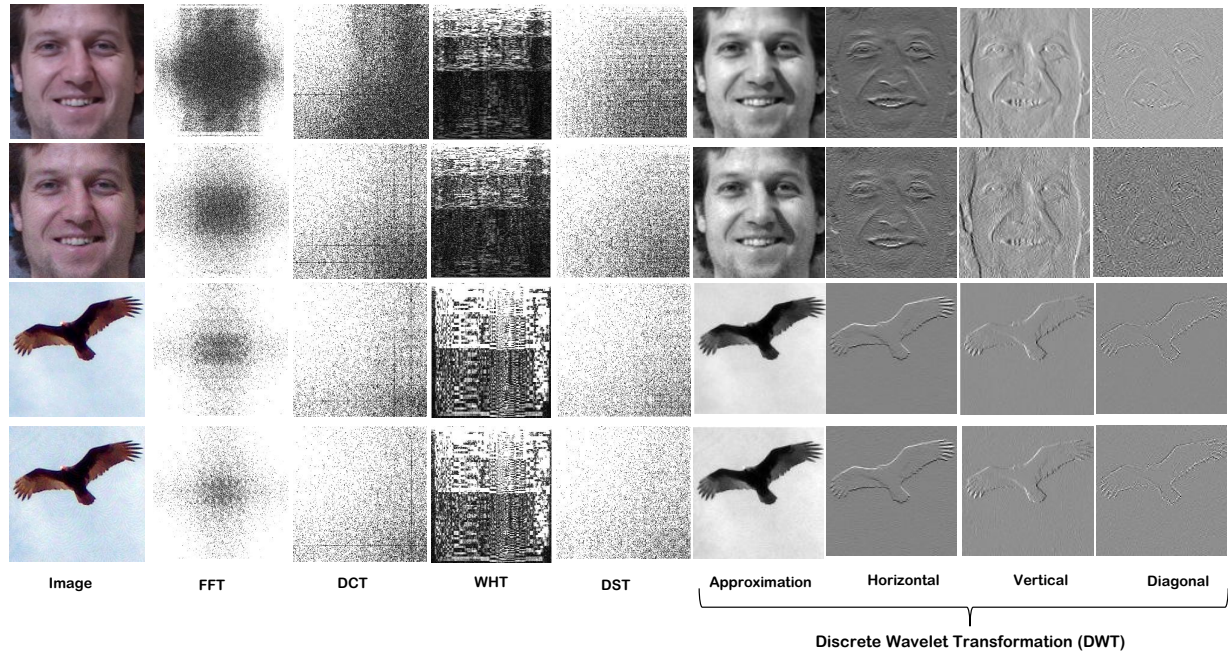 Image FFT DCT WHT DST Approximation Horizontal Vertical Diagonal
Discrete Wavelet Transformation (DWT)